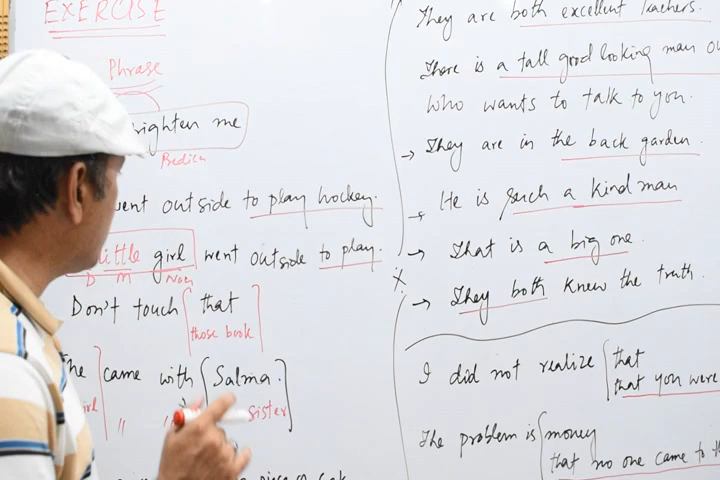 EXERCISE
Phrase
righten me
went outside to play hockey.
little girl went outside to play.
D M Noun
Don't touch that
those book
came with Salma.
" sister
They are both excellent teachers.
There is a tall good looking man
who wants to talk to you.
→ They are in the back garden.
→ He is such a kind man
→ That is a big one.
→ They both knew the truth.
I did not realize that
that you were
The problem is money
that no one came to